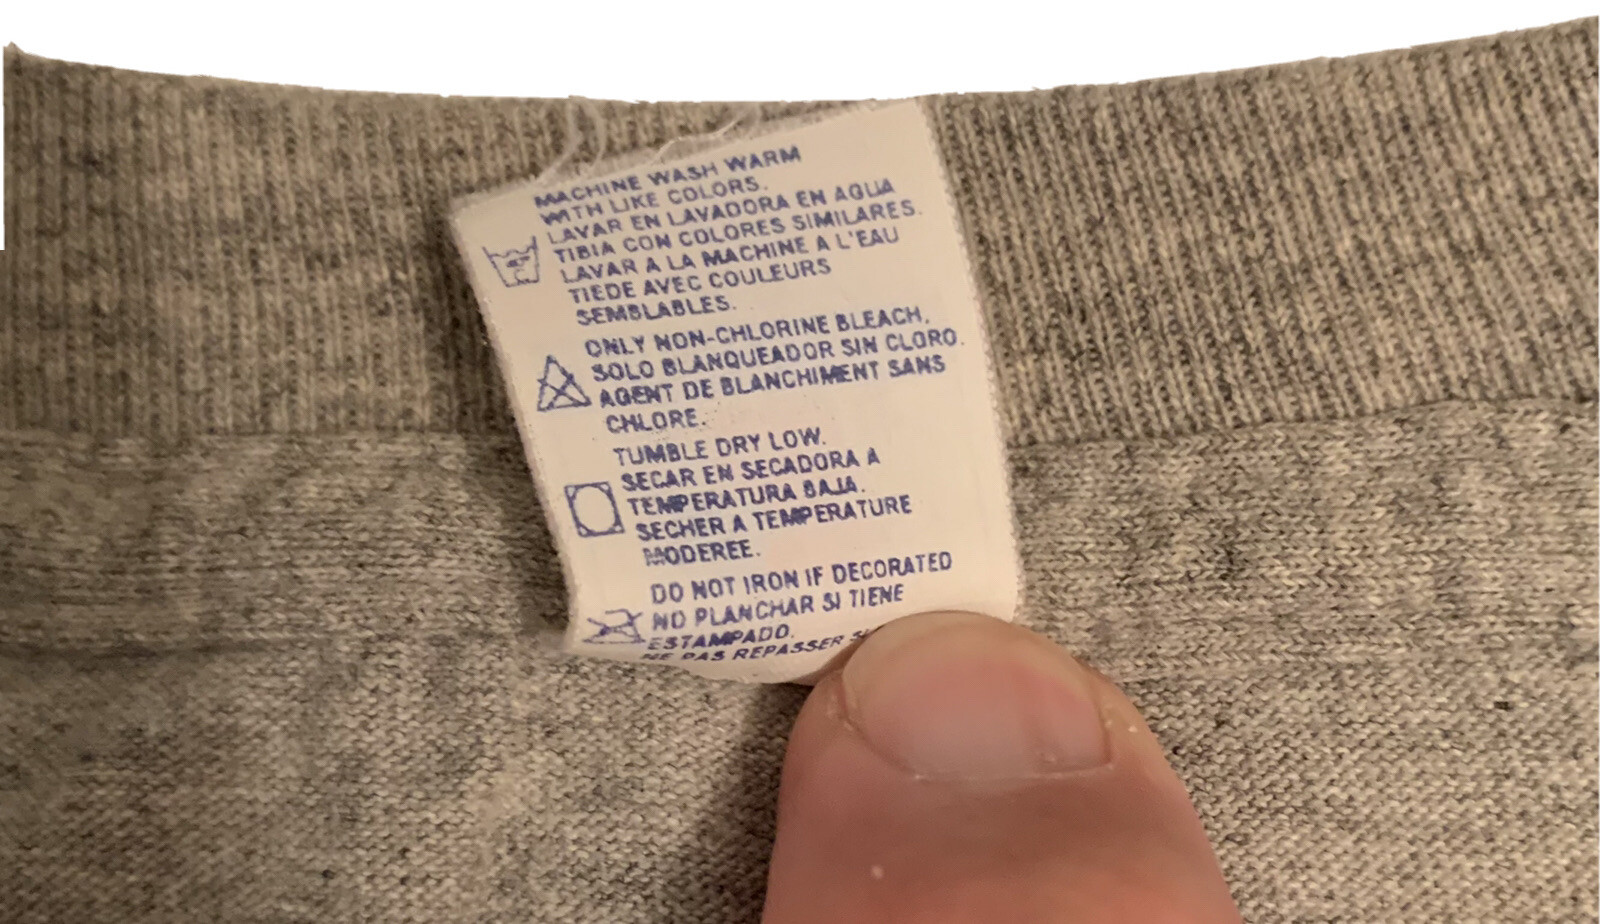 MACHINE WASH WARM
WITH LIKE COLORS.
LAVAR EN LAVADORA EN AGUA
TIBIA CON COLORES SIMILARES.
LAVAR A LA MACHINE A L'EAU
TIEDE AVEC COULEURS
SEMBLABLES.
ONLY NON-CHLORINE BLEACH.
SOLO BLANQUEADOR SIN CLORO.
AGENT DE BLANCHIMENT SANS
CHLORE.
TUMBLE DRY LOW.
SECAR EN SECADORA A
TEMPERATURA BAJA.
SECHER A TEMPERATURE
MODEREE.
DO NOT IRON IF DECORATED
NO PLANCHAR SI TIENE
ESTAMPADO.
NE PAS REPASSER